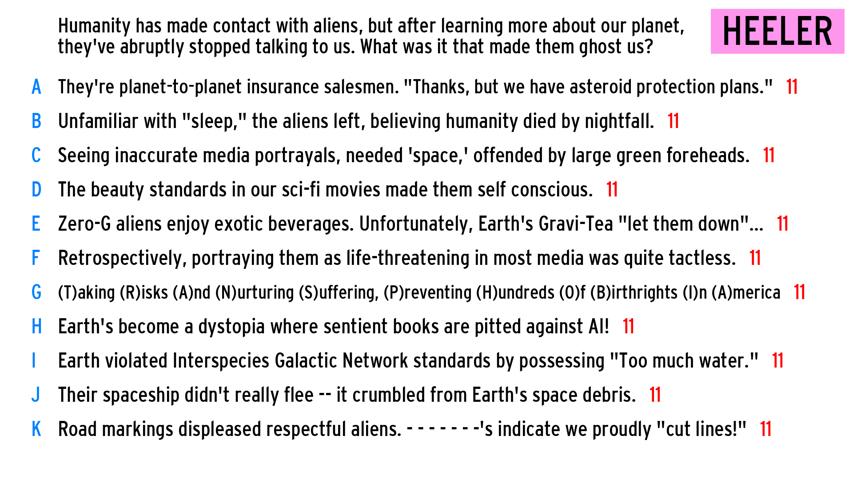 Humanity has made contact with aliens, but after learning more about our planet,
they've abruptly stopped talking to us. What was it that made them ghost us?
HEELER
A They're planet-to-planet insurance salesmen. "Thanks, but we have asteroid protection plans." 11
B Unfamiliar with "sleep," the aliens left, believing humanity died by nightfall. 11
C Seeing inaccurate media portrayals, needed 'space,' offended by large green foreheads. 11
D The beauty standards in our sci-fi movies made them self conscious. 11
E Zero-G aliens enjoy exotic beverages. Unfortunately, Earth's Gravi-Tea "let them down"... 11
F Retrospectively, portraying them as life-threatening in most media was quite tactless. 11
G (T)aking (R)isks (A)nd (N)urturing (S)uffering, (P)reventing (H)undreds (O)f (B)irthrights (I)n (A)merica 11
H Earth's become a dystopia where sentient books are pitted against AI! 11
I Earth violated Interspecies Galactic Network standards by possessing "Too much water." 11
J Their spaceship didn't really flee -- it crumbled from Earth's space debris. 11
K Road markings displeased respectful aliens. - - - - - - -'s indicate we proudly "cut lines!" 11